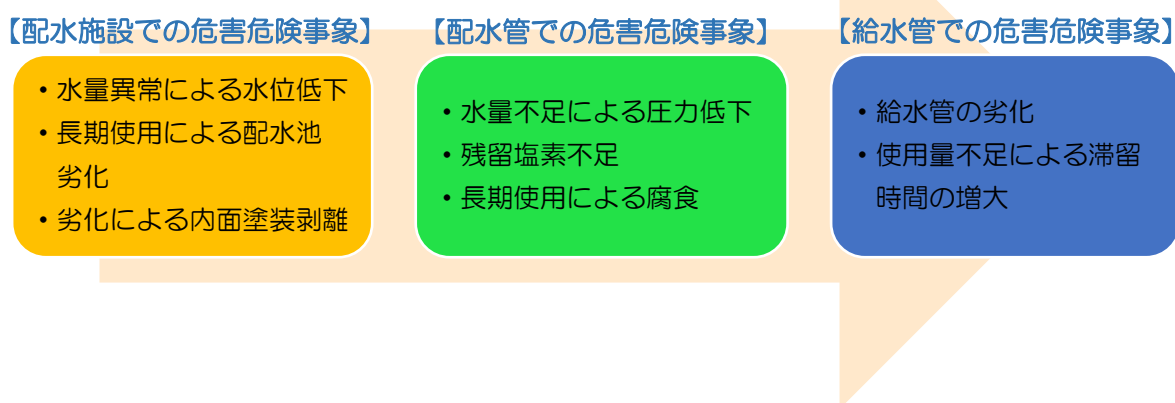 【配水施設での危害危険事象】
・水量異常による水位低下
・長期使用による配水池
劣化
・劣化による内面塗装剥離
【配水管での危害危険事象】
・水量不足による圧力低下
・残留塩素不足
・長期使用による腐食
【給水管での危害危険事象】
・給水管の劣化
・使用量不足による滞留
時間の増大